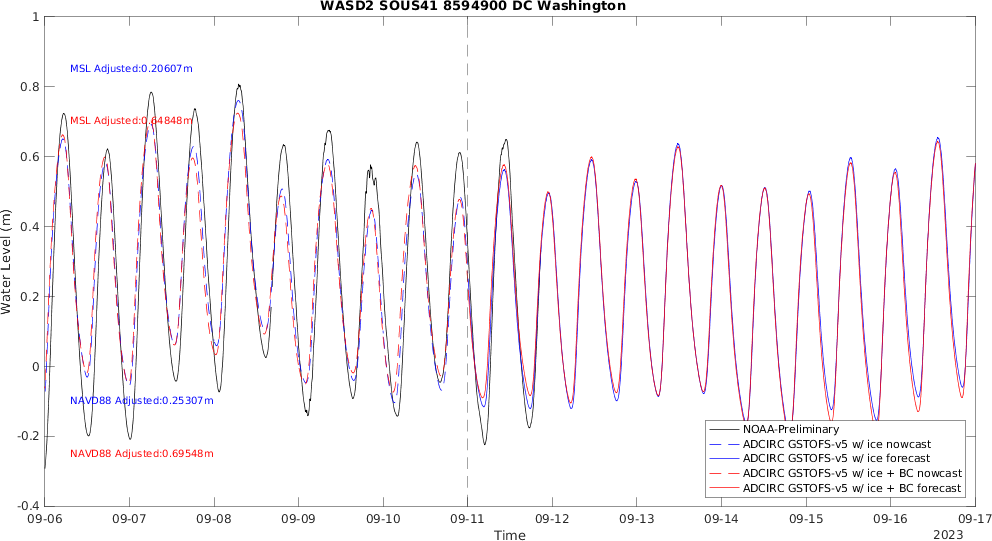 WASD2 SOUS41 8594900 DC Washington
Water Level (m)
1
0.8
0.6
0.4
0.2
0
-0.2
-0.4
MSL Adjusted:0.20607m
MSL Adjusted:0.64848m
NAVD88 Adjusted:0.25307m
NAVD88 Adjusted:0.69548m
NOAA-Preliminary
ADCIRC GSTOFS-v5 w/ ice nowcast
ADCIRC GSTOFS-v5 w/ ice forecast
ADCIRC GSTOFS-v5 w/ ice + BC nowcast
ADCIRC GSTOFS-v5 w/ ice + BC forecast
09-06 09-07 09-08 09-09 09-10 09-11 09-12 09-13 09-14 09-15 09-16 09-17
Time
2023